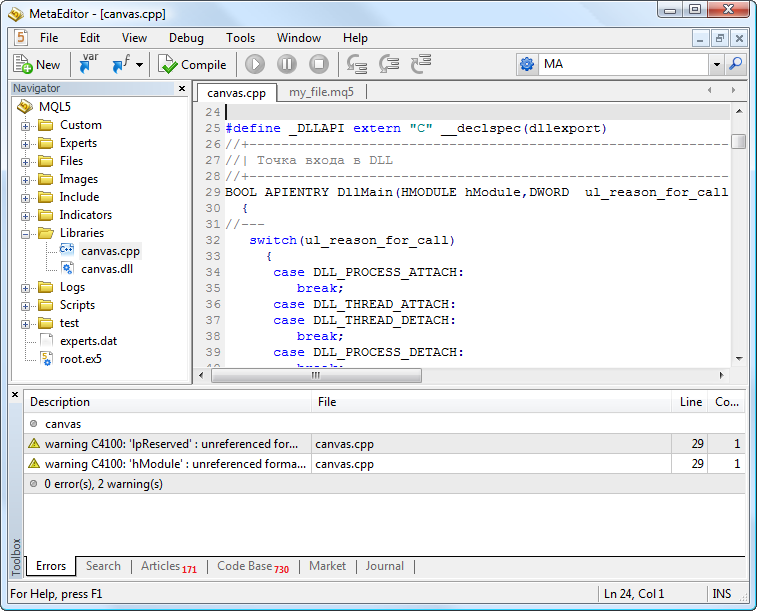 MetaEditor - [canvas.cpp]
File Edit View Debug Tools Window Help
New var f Compile MA
Navigator
MQL5
Custom
Experts
Files
Images
Include
Indicators
Libraries
canvas.cpp
canvas.dll
Logs
Scripts
test
experts.dat
root.ex5
canvas.cpp my_file.mq5
24
25 #define _DLLAPI extern "C" __declspec(dllexport)
26 //+------------------------------------------------------------
27 //| Точка входа в DLL
28 //+------------------------------------------------------------
29 BOOL APIENTRY DllMain(HMODULE hModule,DWORD  ul_reason_for_call
30   {
31 //---
32    switch(ul_reason_for_call)
33      {
34       case DLL_PROCESS_ATTACH:
35          break;
36       case DLL_THREAD_ATTACH:
37       case DLL_THREAD_DETACH:
38          break;
39       case DLL_PROCESS_DETACH:
40          break;
Description File Line Co...
canvas
warning C4100: 'lpReserved' : unreferenced for... canvas.cpp 29 1
warning C4100: 'hModule' : unreferenced forma... canvas.cpp 29 1
0 error(s), 2 warning(s)
Toolbox
Errors Search Articles 171 Code Base 730 Market Journal
For Help, press F1 Ln 24, Col 1 INS